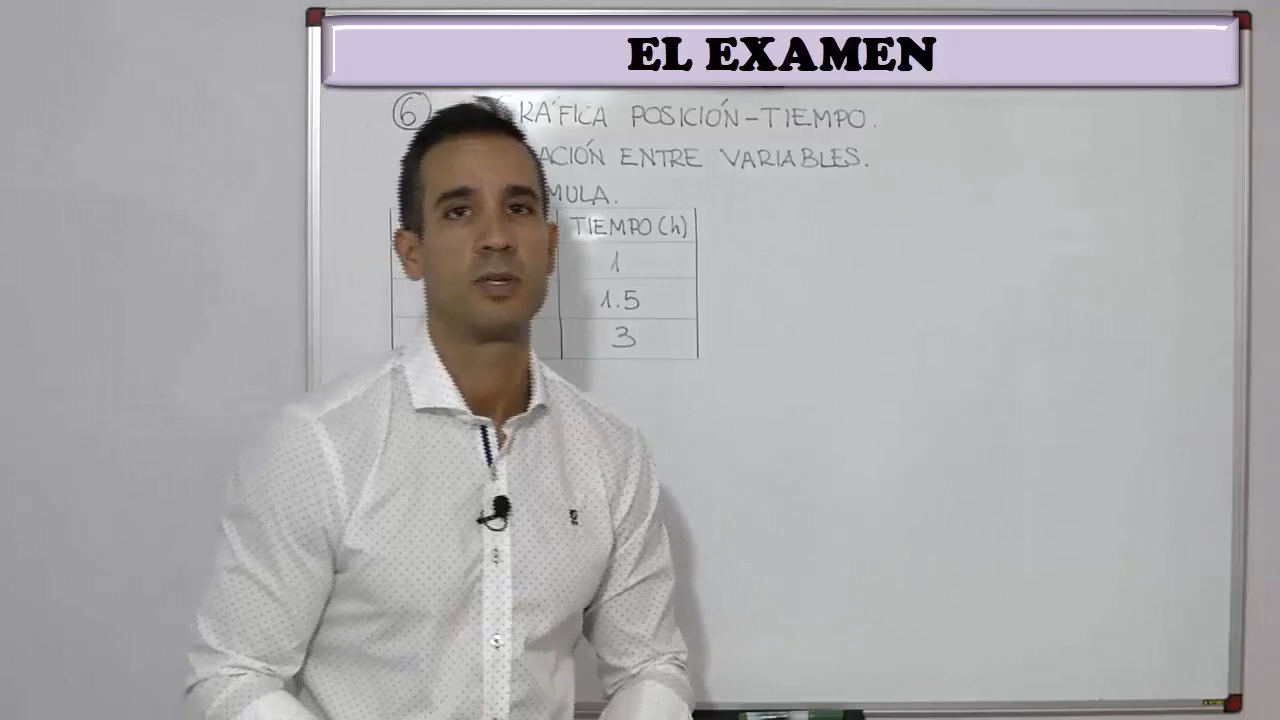 EL EXAMEN
6 RÁFICA POSICIÓN-TIEMPO.
ACIÓN ENTRE VARIABLES.
MULA.
TIEMPO (h)
1
1.5
3